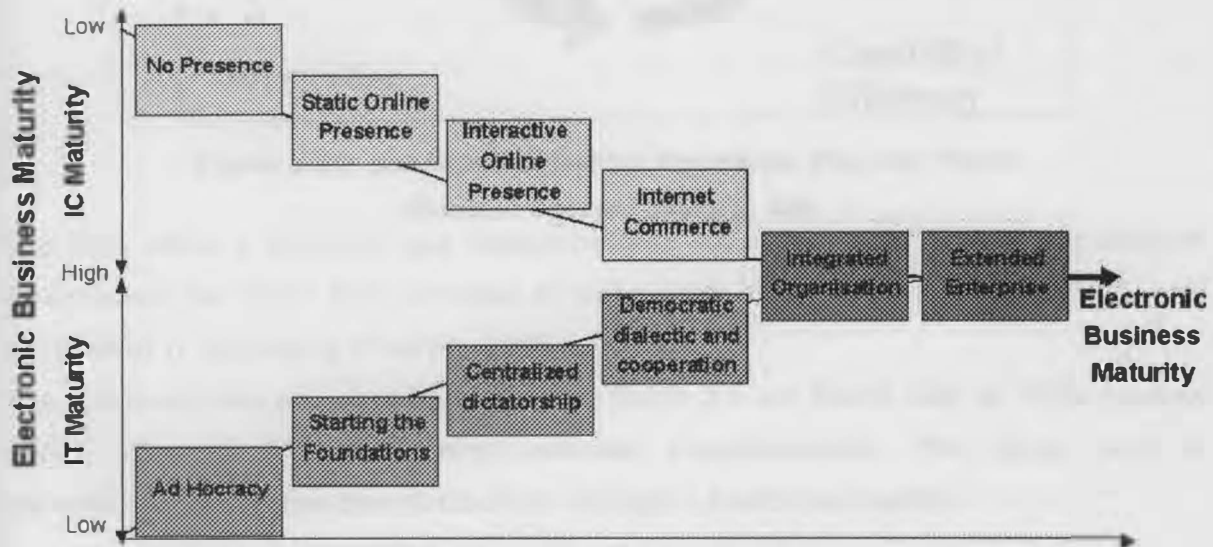 Electronic Business Maturity
IC Maturity
IT Maturity
Low
High
Low
No Presence
Static Online
Presence
Interactive
Online
Presence
Internet
Commerce
Integrated
Organisation
Extended
Enterprise
Electronic
Business
Maturity
Democratic
dialectic and
cooperation
Centralized
dictatorship
Starting the
Foundations
Ad Hocracy